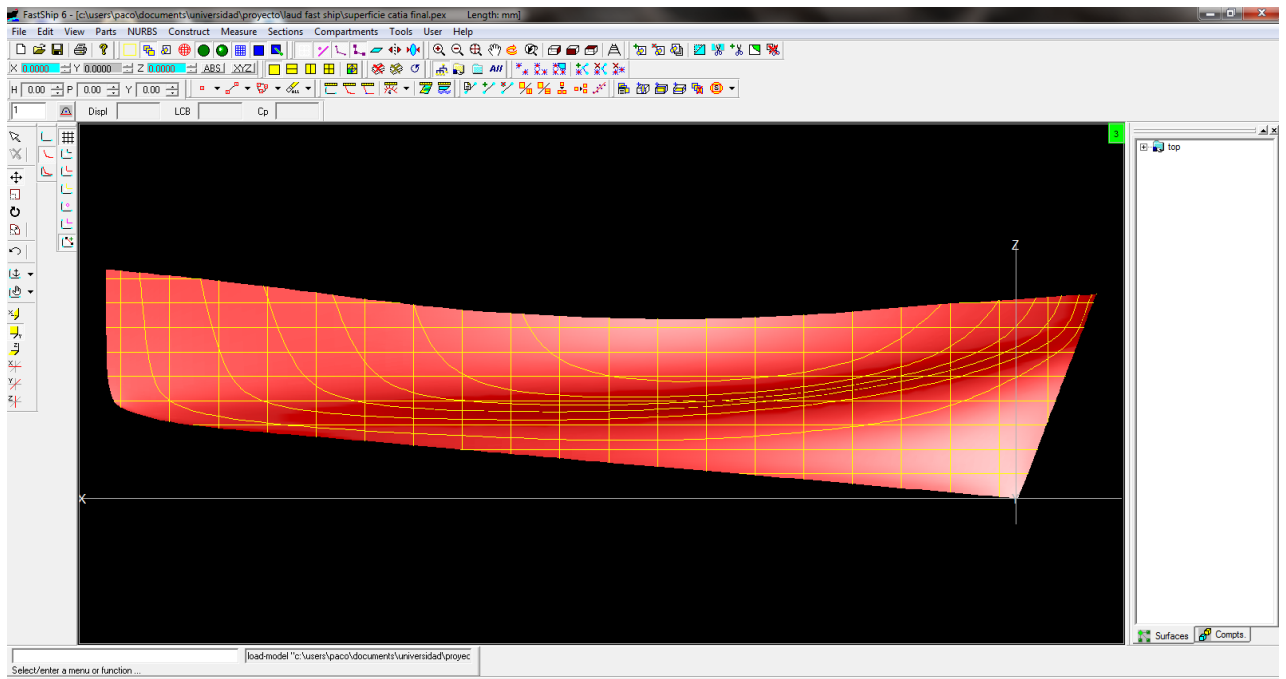 FastShip 6 - [c:\users\paco\documents\universidad\proyecto\laud fast ship\superficie catia final.pex Length: mm]
File Edit View Parts NURBS Construct Measure Sections Compartments Tools User Help
X 0.0000 Y 0.0000 Z 0.0000 ABS XYZ All
H 0.00 P 0.00 Y 0.00
1 Displ LCB Cp
3
top
Z
X
Surfaces Compts.
load-model "c:\users\paco\documents\universidad\proyec
Select/enter a menu or function ...